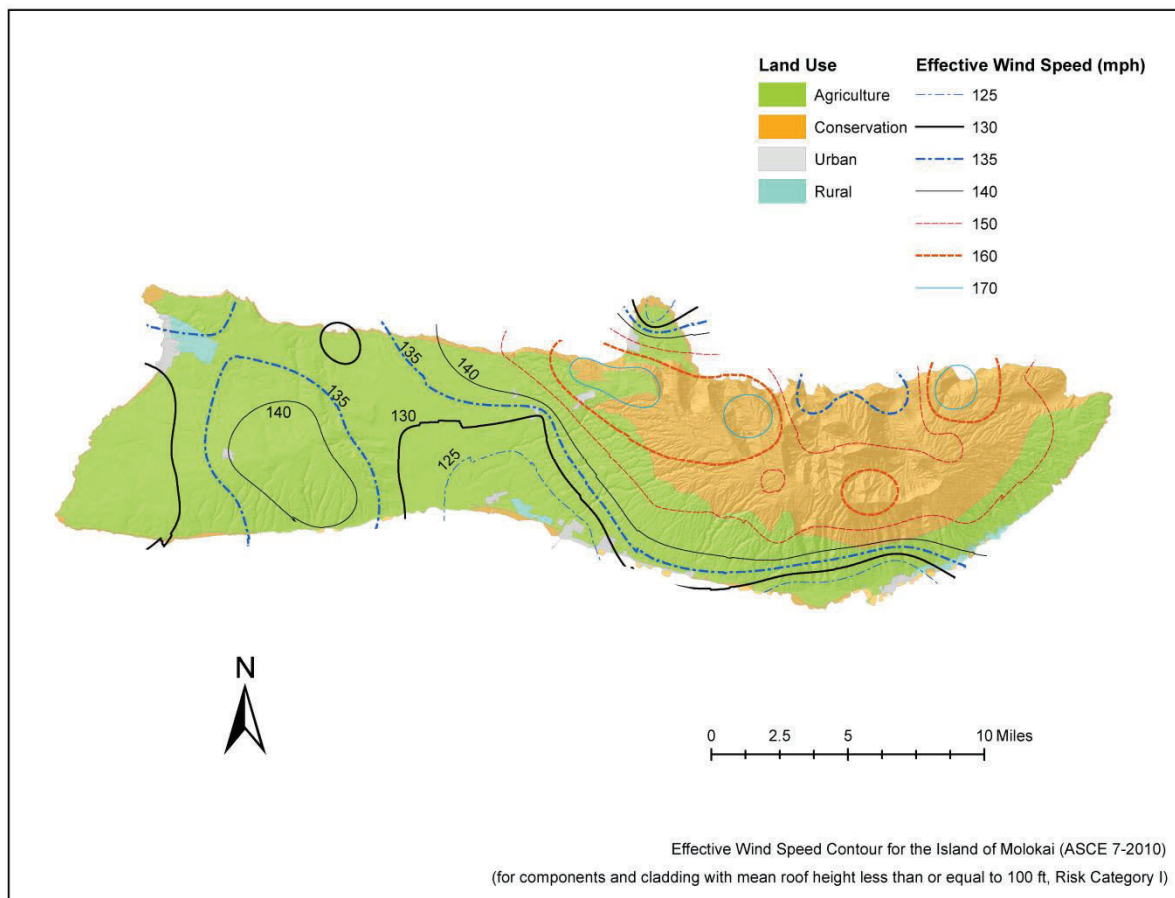 Land Use
Agriculture
Conservation
Urban
Rural
Effective Wind Speed (mph)
125
130
135
140
150
160
170
135
140
130
125
135
140
N
0 2.5 5 10 Miles
Effective Wind Speed Contour for the Island of Molokai (ASCE 7-2010)
(for components and cladding with mean roof height less than or equal to 100 ft, Risk Category I)